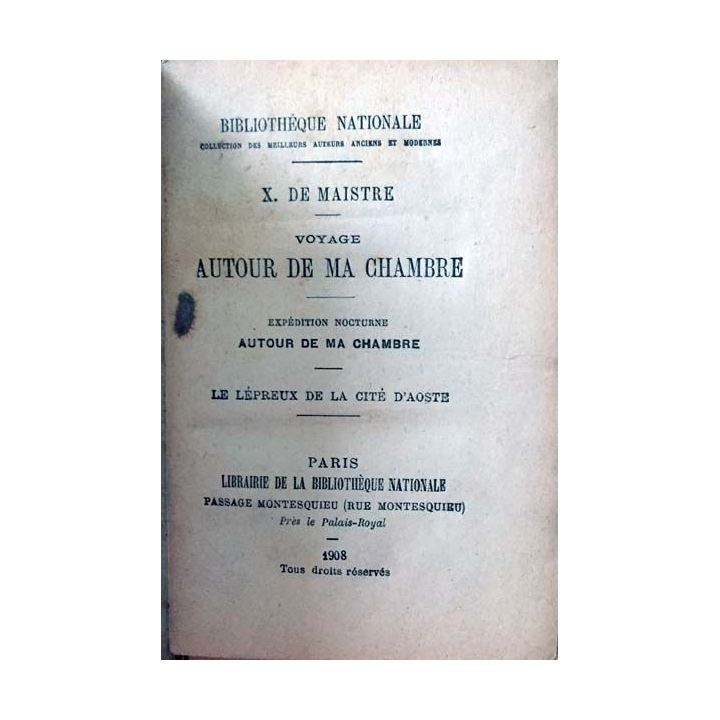 BIBLIOTHÈQUE NATIONALE
COLLECTION DES MEILLEURS AUTEURS ANCIENS ET MODERNES
X. DE MAISTRE
VOYAGE
AUTOUR DE MA CHAMBRE
EXPÉDITION NOCTURNE
AUTOUR DE MA CHAMBRE
LE LÉPREUX DE LA CITÉ D'AOSTE
PARIS
LIBRAIRIE DE LA BIBLIOTHÈQUE NATIONALE
PASSAGE MONTESQUIEU (RUE MONTESQUIEU)
Près le Palais-Royal
1908
Tous droits réservés